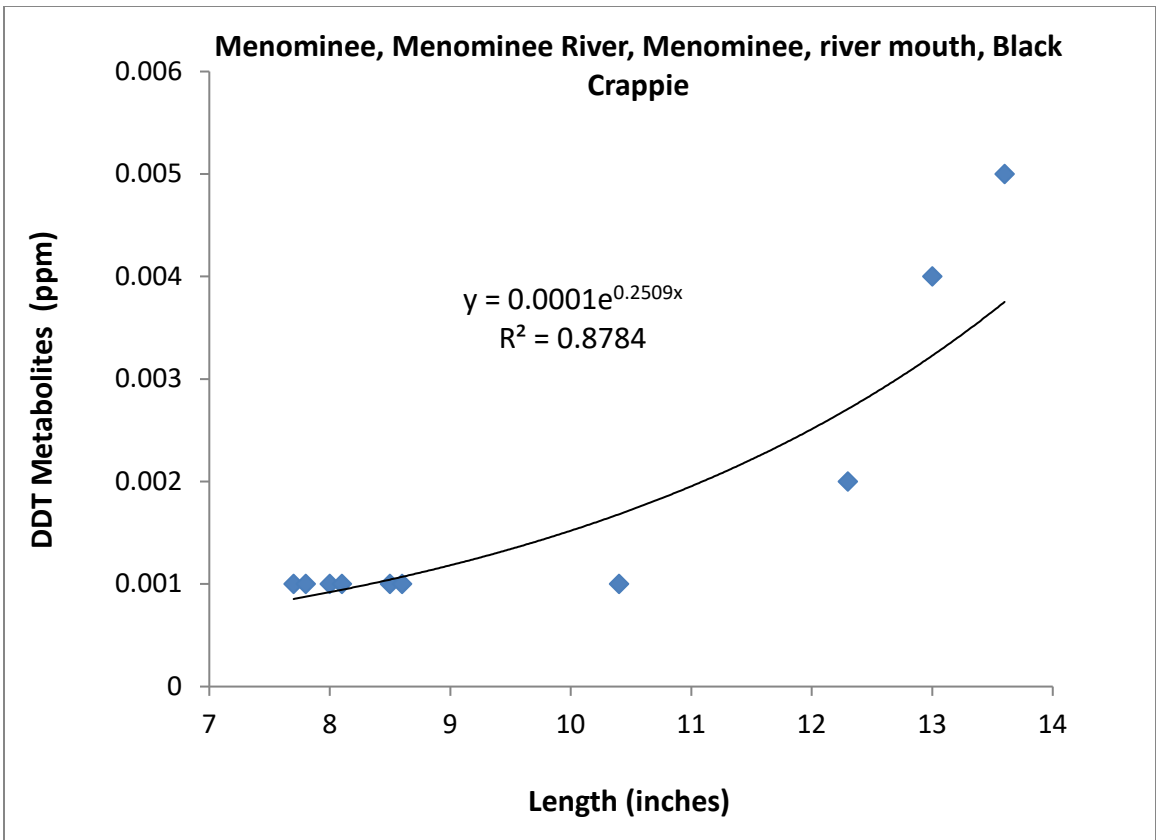 Menominee, Menominee River, Menominee, river mouth, Black
Crappie
0.006
0.005
0.004
0.003
0.002
0.001
0
DDT Metabolites (ppm)
y = 0.0001e^0.2509x
R² = 0.8784
7 8 9 10 11 12 13 14
Length (inches)